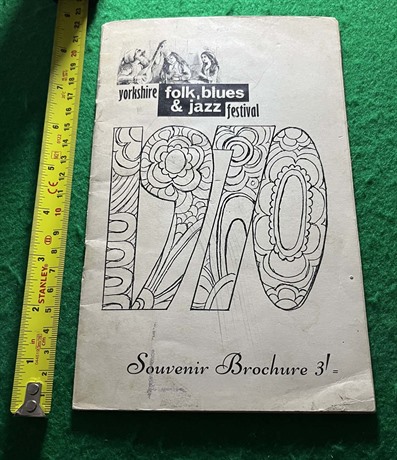 yorkshire folk, blues
& jazz festival
1970
Souvenir Brochure 3/=
STANLEY